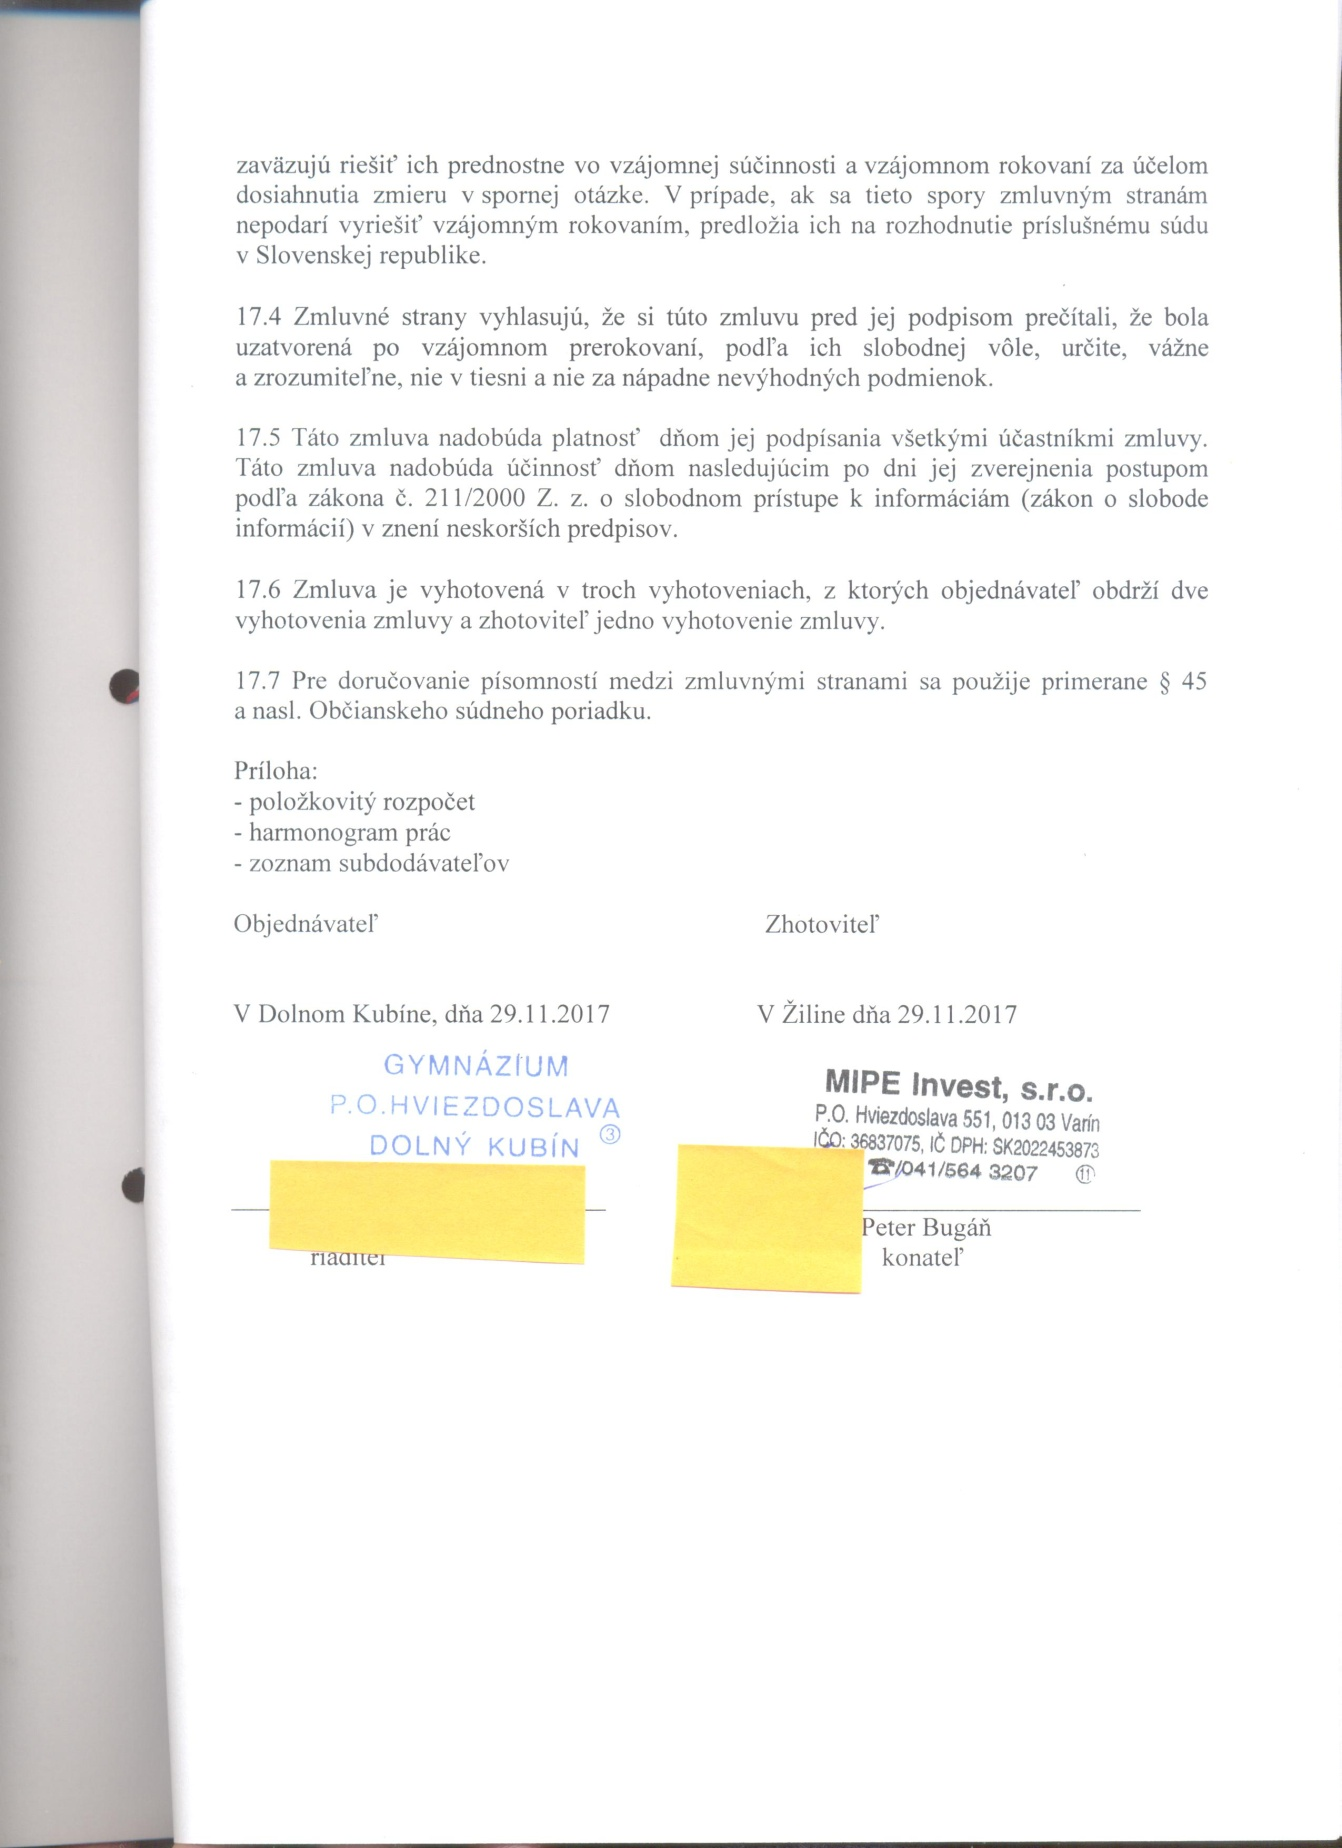 zaväzujú riešiť ich prednostne vo vzájomnej súčinnosti a vzájomnom rokovaní za účelom
dosiahnutia zmieru v spornej otázke. V prípade, ak sa tieto spory zmluvným stranám
nepodarí vyriešiť vzájomným rokovaním, predložia ich na rozhodnutie príslušnému súdu
v Slovenskej republike.
17.4 Zmluvné strany vyhlasujú, že si túto zmluvu pred jej podpisom prečítali, že bola
uzatvorená po vzájomnom prerokovaní, podľa ich slobodnej vôle, určite, vážne
a zrozumiteľne, nie v tiesni a nie za nápadne nevýhodných podmienok.
17.5 Táto zmluva nadobúda platnosť dňom jej podpísania všetkými účastníkmi zmluvy.
Táto zmluva nadobúda účinnosť dňom nasledujúcim po dni jej zverejnenia postupom
podľa zákona č. 211/2000 Z. z. o slobodnom prístupe k informáciám (zákon o slobode
informácií) v znení neskorších predpisov.
17.6 Zmluva je vyhotovená v troch vyhotoveniach, z ktorých objednávateľ obdrží dve
vyhotovenia zmluvy a zhotoviteľ jedno vyhotovenie zmluvy.
17.7 Pre doručovanie písomností medzi zmluvnými stranami sa použije primerane § 45
a nasl. Občianskeho súdneho poriadku.
Príloha:
- položkovitý rozpočet
- harmonogram prác
- zoznam subdodávateľov
Objednávateľ Zhotoviteľ
V Dolnom Kubíne, dňa 29.11.2017 V Žiline dňa 29.11.2017
GYMNÁZIUM
P.O.HVIEZDOSLAVA
DOLNÝ KUBÍN ③
MIPE Invest, s.r.o.
P.O. Hviezdoslava 551, 013 03 Varín
IČO: 36837075, IČ DPH: SK2022453873
☎/041/564 3207 ⑪
Peter Bugáň
riaditeľ konateľ